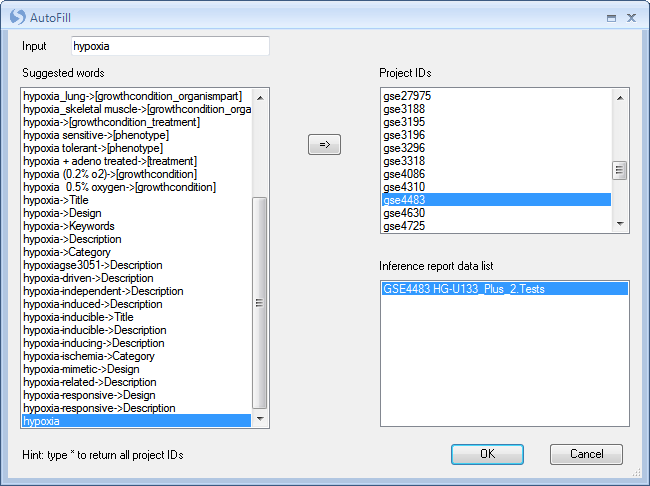 AutoFill
Input
hypoxia
Suggested words
hypoxia_lung->[growthcondition_organismpart]
hypoxia_skeletal muscle->[growthcondition_orga
hypoxia->[growthcondition_treatment]
hypoxia sensitive->[phenotype]
hypoxia tolerant->[phenotype]
hypoxia + adeno treated->[treatment]
hypoxia (0.2% o2)->[growthcondition]
hypoxia 0.5% oxygen->[growthcondition]
hypoxia->Title
hypoxia->Design
hypoxia->Keywords
hypoxia->Description
hypoxia->Category
hypoxiagse3051->Description
hypoxia-driven->Description
hypoxia-independent->Description
hypoxia-induced->Description
hypoxia-inducible->Title
hypoxia-inducible->Description
hypoxia-inducing->Description
hypoxia-ischemia->Category
hypoxia-mimetic->Design
hypoxia-related->Description
hypoxia-responsive->Design
hypoxia-responsive->Description
hypoxia
=>
Project IDs
gse27975
gse3188
gse3195
gse3196
gse3296
gse3318
gse4086
gse4310
gse4483
gse4630
gse4725
Inference report data list
GSE4483 HG-U133_Plus_2.Tests
Hint: type * to return all project IDs
OK
Cancel